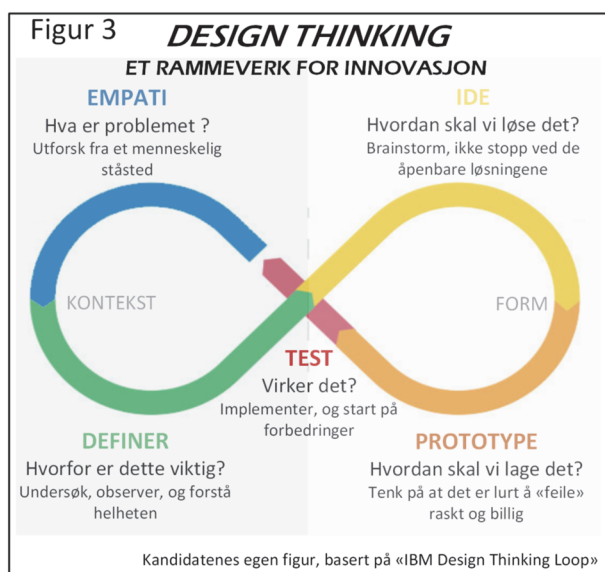 Figur 3
DESIGN THINKING
ET RAMMEVERK FOR INNOVASJON
EMPATI
Hva er problemet ?
Utforsk fra et menneskelig
ståsted
IDE
Hvordan skal vi løse det?
Brainstorm, ikke stopp ved de
åpenbare løsningene
KONTEKST
FORM
TEST
Virker det?
Implementer, og start på
forbedringer
DEFINER
Hvorfor er dette viktig?
Undersøk, observer, og forstå
helheten
PROTOTYPE
Hvordan skal vi lage det?
Tenk på at det er lurt å «feile»
raskt og billig
Kandidatenes egen figur, basert på «IBM Design Thinking Loop»